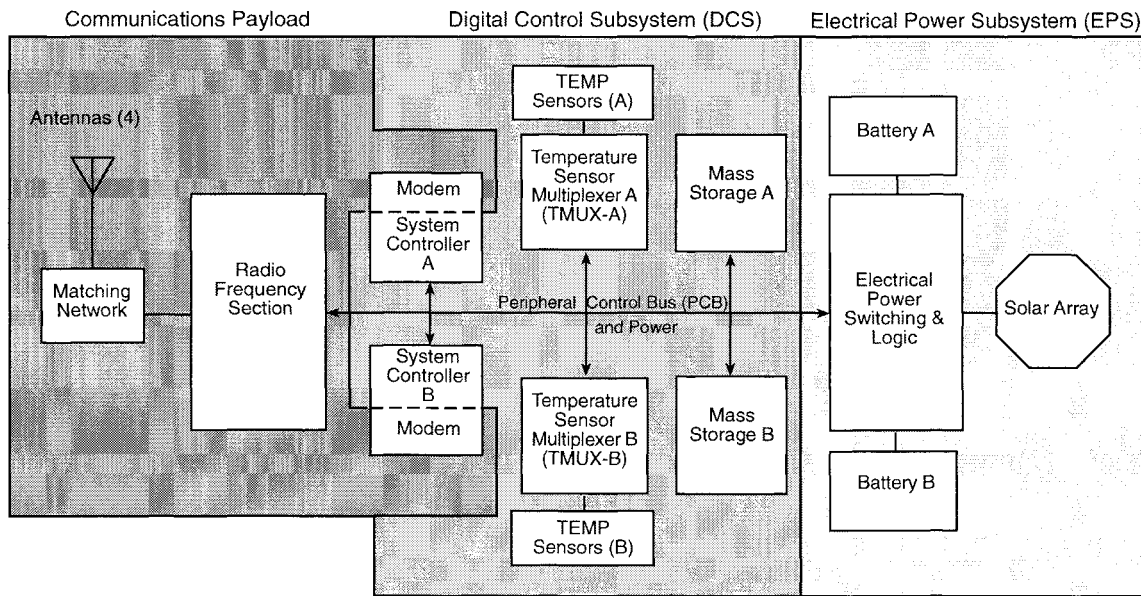 Communications Payload
Digital Control Subsystem (DCS)
Electrical Power Subsystem (EPS)
Antennas (4)
Matching
Network
Radio
Frequency
Section
Modem
System
Controller
A
System
Controller
B
Modem
TEMP
Sensors (A)
Temperature
Sensor
Multiplexer A
(TMUX-A)
Mass
Storage A
Peripheral Control Bus (PCB)
and Power
Temperature
Sensor
Multiplexer B
(TMUX-B)
Mass
Storage B
TEMP
Sensors (B)
Battery A
Electrical
Power
Switching &
Logic
Solar Array
Battery B